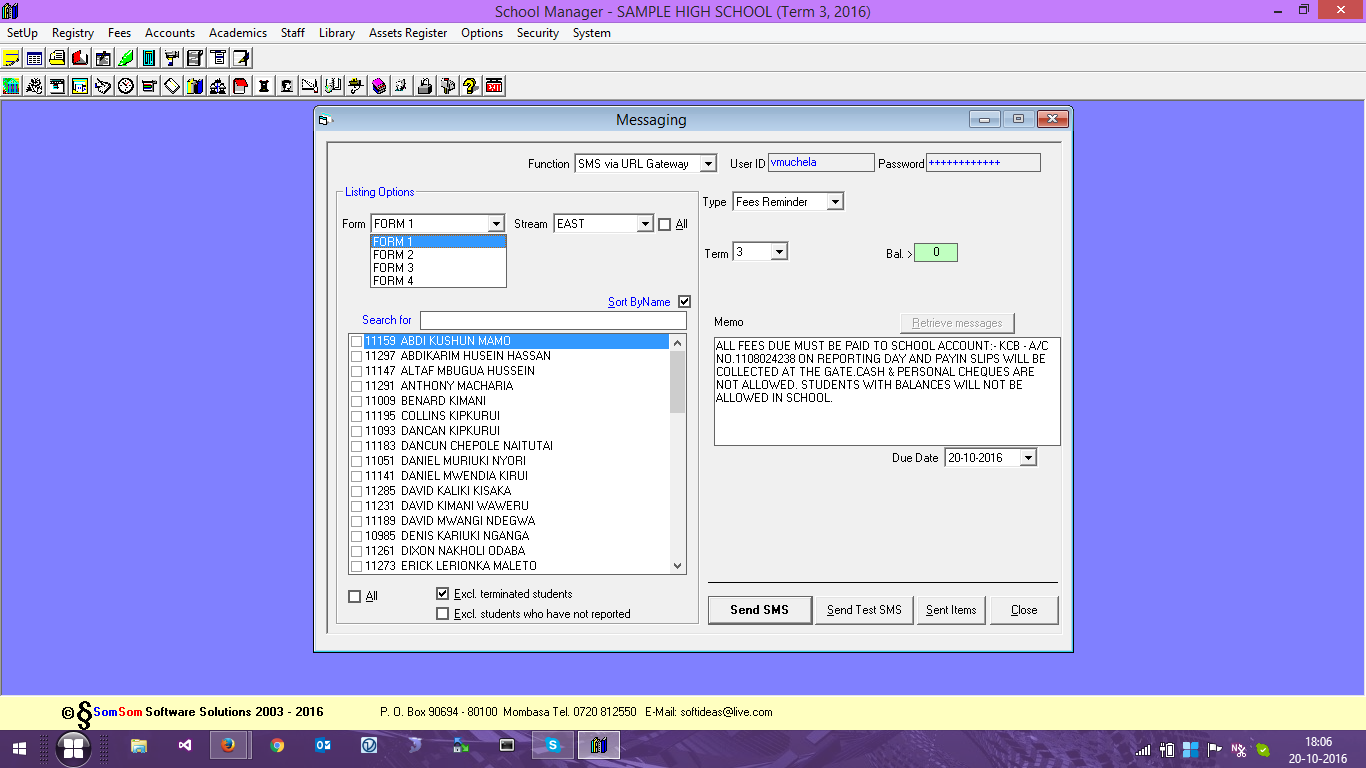 School Manager - SAMPLE HIGH SCHOOL (Term 3, 2016)
SetUp Registry Fees Accounts Academics Staff Library Assets Register Options Security System
EXIT
Messaging
Function SMS via URL Gateway User ID vmuchela Password ++++++++++++
Listing Options
Type Fees Reminder
Form FORM 1 Stream EAST All
FORM 1
FORM 2
FORM 3
FORM 4
Term 3 Bal. > 0
Sort ByName
Search for
Memo Retrieve messages
11159 ABDI KUSHUN MAMO
11297 ABDIKARIM HUSEIN HASSAN
11147 ALTAF MBUGUA HUSSEIN
11291 ANTHONY MACHARIA
11009 BENARD KIMANI
11195 COLLINS KIPKURUI
11093 DANCAN KIPKURUI
11183 DANCUN CHEPOLE NAITUTAI
11051 DANIEL MURIUKI NYORI
11141 DANIEL MWENDIA KIRUI
11285 DAVID KALIKI KISAKA
11231 DAVID KIMANI WAWERU
11189 DAVID MWANGI NDEGWA
10985 DENIS KARIUKI NGANGA
11261 DIXON NAKHOLI ODABA
11273 ERICK LERIONKA MALETO
ALL FEES DUE MUST BE PAID TO SCHOOL ACCOUNT:- KCB - A/C
NO.1108024238 ON REPORTING DAY AND PAYIN SLIPS WILL BE
COLLECTED AT THE GATE.CASH & PERSONAL CHEQUES ARE
NOT ALLOWED. STUDENTS WITH BALANCES WILL NOT BE
ALLOWED IN SCHOOL.
Due Date 20-10-2016
All
Excl. terminated students
Excl. students who have not reported
Send SMS Send Test SMS Sent Items Close
© § SomSom Software Solutions 2003 - 2016 P. O. Box 90694 - 80100 Mombasa Tel. 0720 812550 E-Mail: softideas@live.com
18:06
20-10-2016